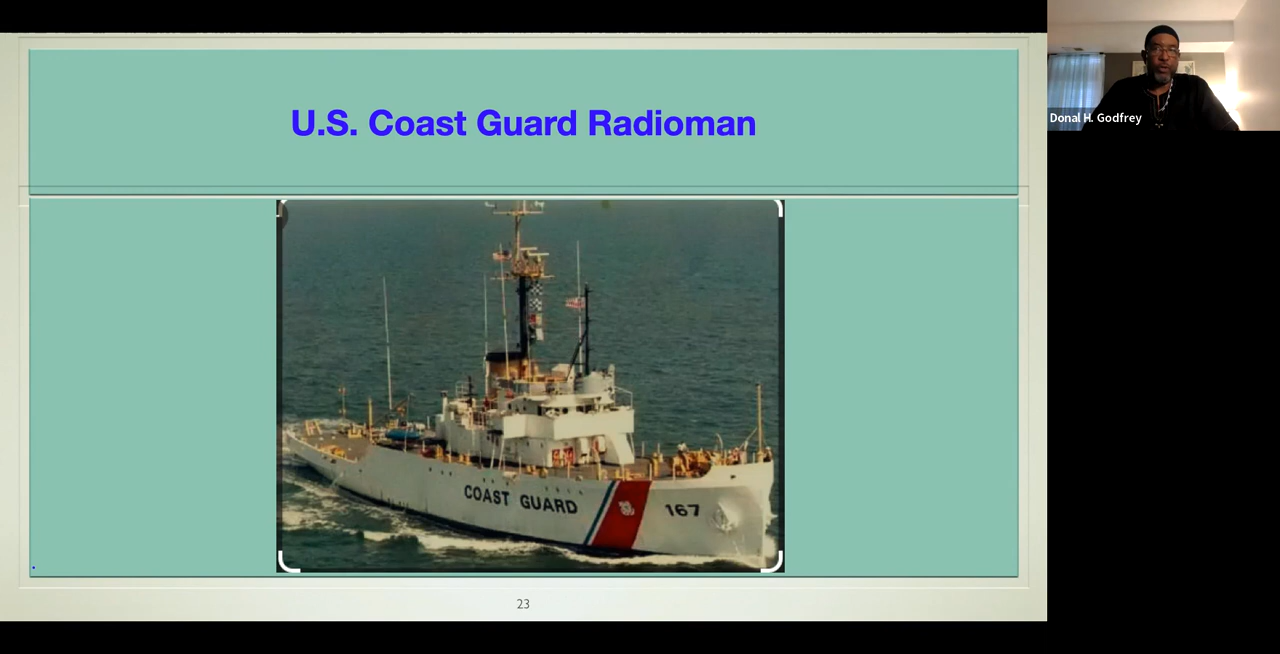 U.S. Coast Guard Radioman
COAST GUARD
167
23
Donal H. Godfrey